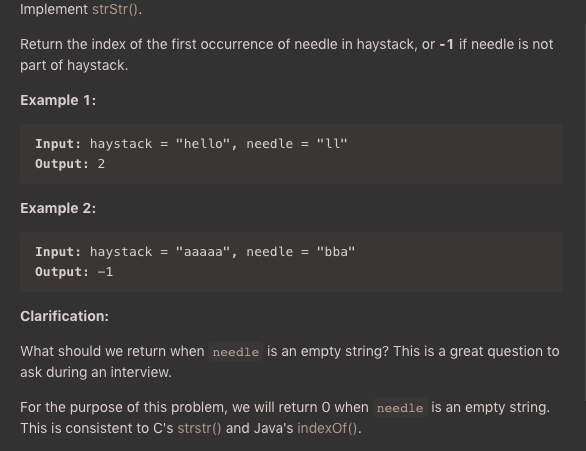 Implement strStr().
Return the index of the first occurrence of needle in haystack, or -1 if needle is not
part of haystack.
Example 1:
Input: haystack = "hello", needle = "ll"
Output: 2
Example 2:
Input: haystack = "aaaaa", needle = "bba"
Output: -1
Clarification:
What should we return when needle is an empty string? This is a great question to
ask during an interview.
For the purpose of this problem, we will return 0 when needle is an empty string.
This is consistent to C's strstr() and Java's indexOf().